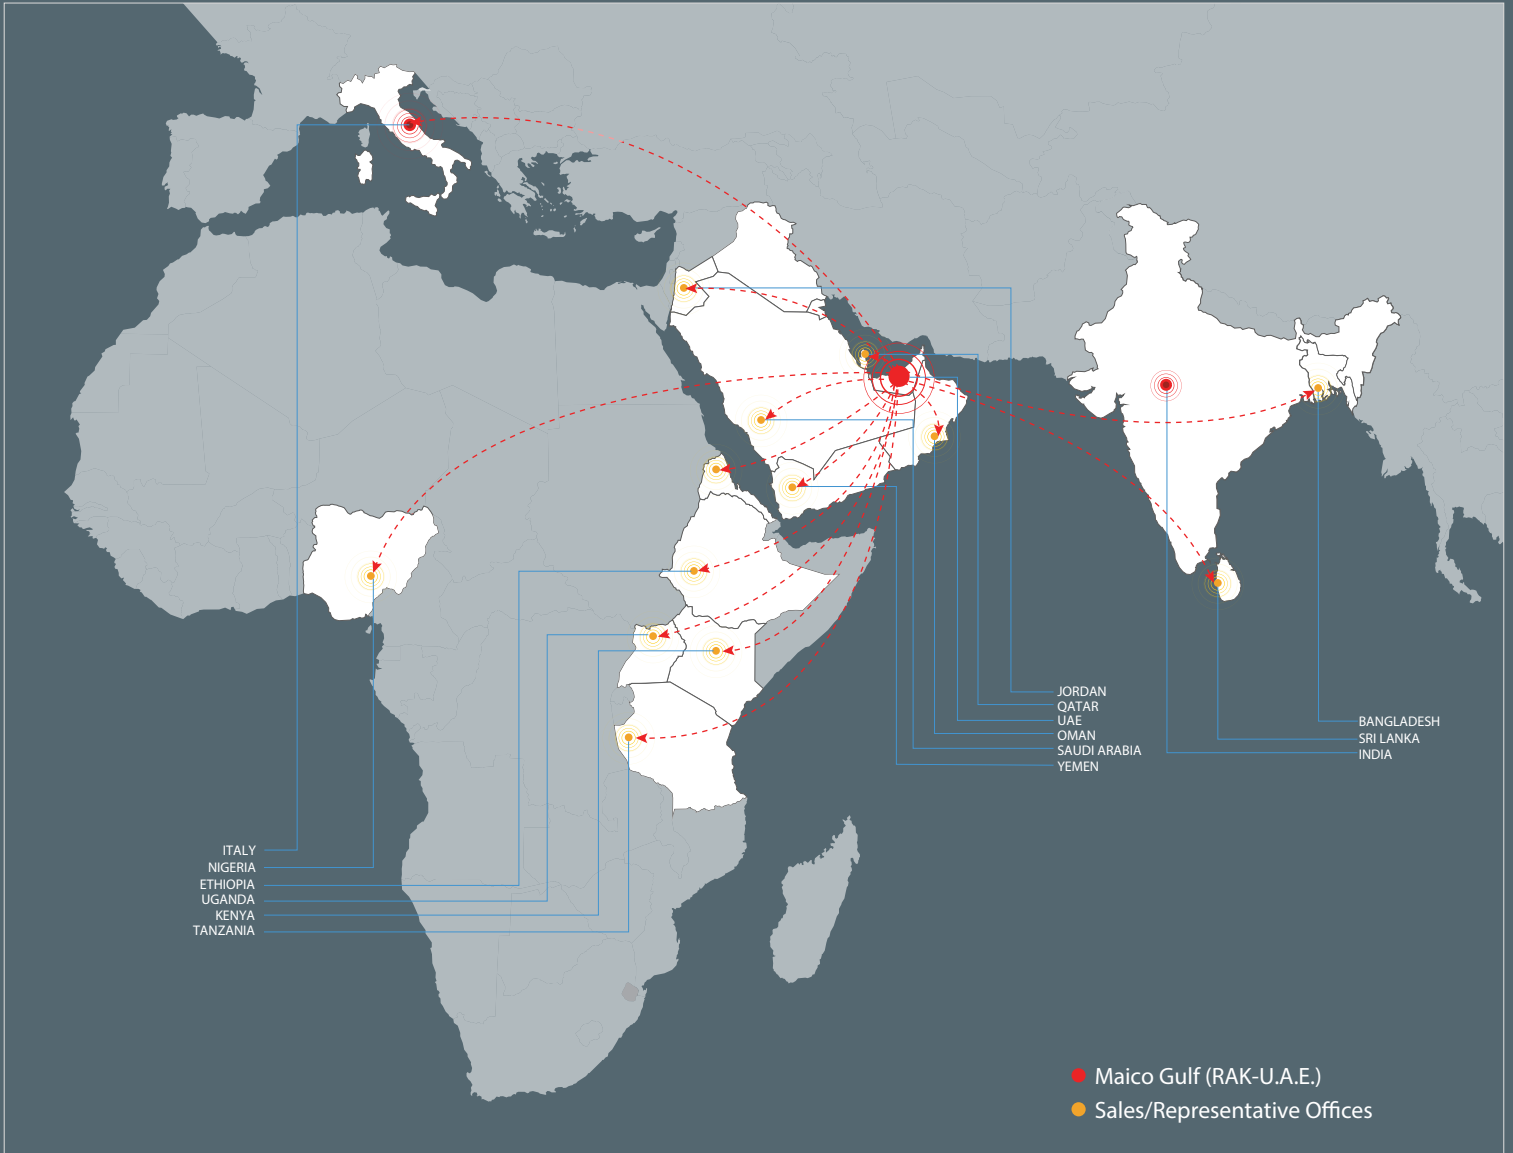 JORDAN
QATAR
UAE
OMAN
SAUDI ARABIA
YEMEN
BANGLADESH
SRI LANKA
INDIA
ITALY
NIGERIA
ETHIOPIA
UGANDA
KENYA
TANZANIA
Maico Gulf (RAK-U.A.E.)
Sales/Representative Offices